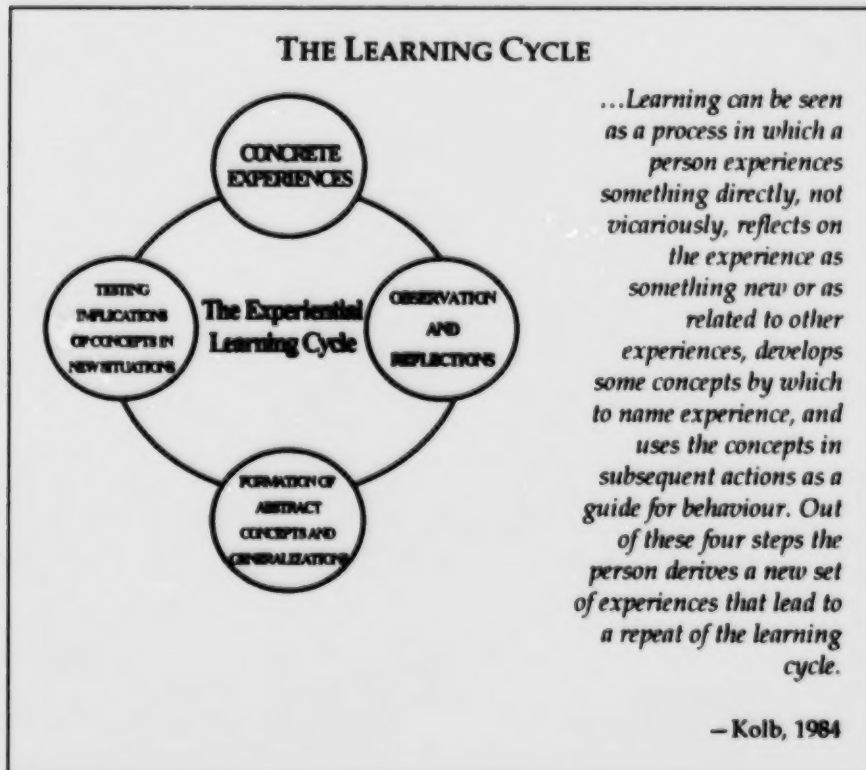 THE LEARNING CYCLE
CONCRETE
EXPERIENCES
TESTING
IMPLICATIONS
OF CONCEPTS IN
NEW SITUATIONS
The Experiential
Learning Cycle
OBSERVATION
AND
REFLECTIONS
FORMATION OF
ABSTRACT
CONCEPTS AND
GENERALIZATIONS
...Learning can be seen
as a process in which a
person experiences
something directly, not
vicariously, reflects on
the experience as
something new or as
related to other
experiences, develops
some concepts by which
to name experience, and
uses the concepts in
subsequent actions as a
guide for behaviour. Out
of these four steps the
person derives a new set
of experiences that lead to
a repeat of the learning
cycle.
—Kolb, 1984